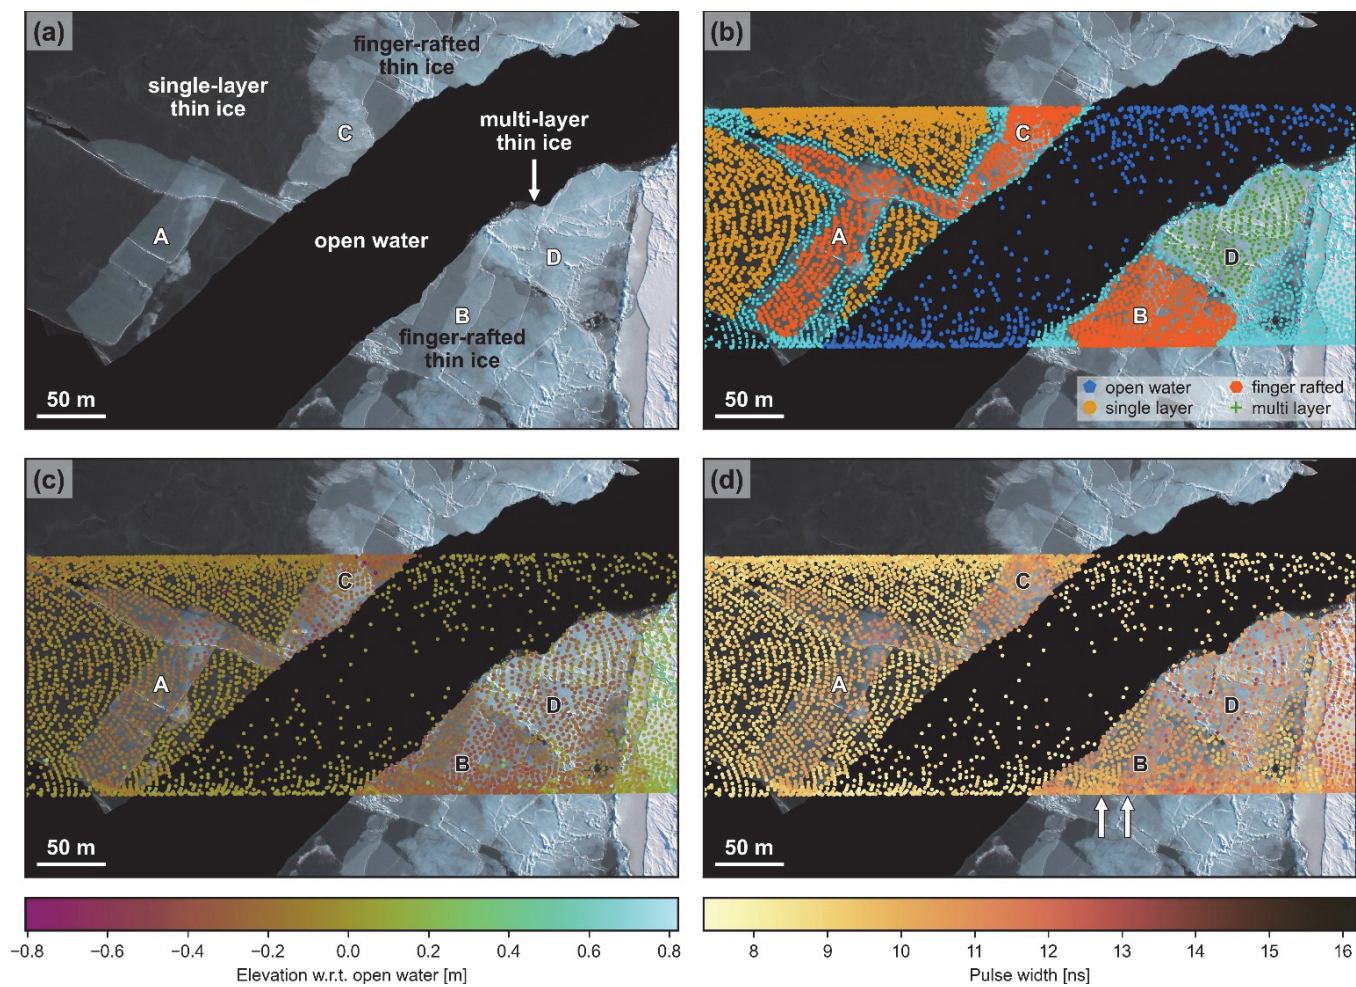 (a)
finger-rafted
thin ice
single-layer
thin ice
C
multi-layer
thin ice
A
open water
D
B
finger-rafted
thin ice
50 m
(b)
C
A
D
B
open water
finger rafted
single layer
multi layer
50 m
(c)
C
A
D
B
50 m
(d)
C
A
D
B
50 m
−0.8 −0.6 −0.4 −0.2 0.0 0.2 0.4 0.6 0.8
Elevation w.r.t. open water [m]
8 9 10 11 12 13 14 15 16
Pulse width [ns]